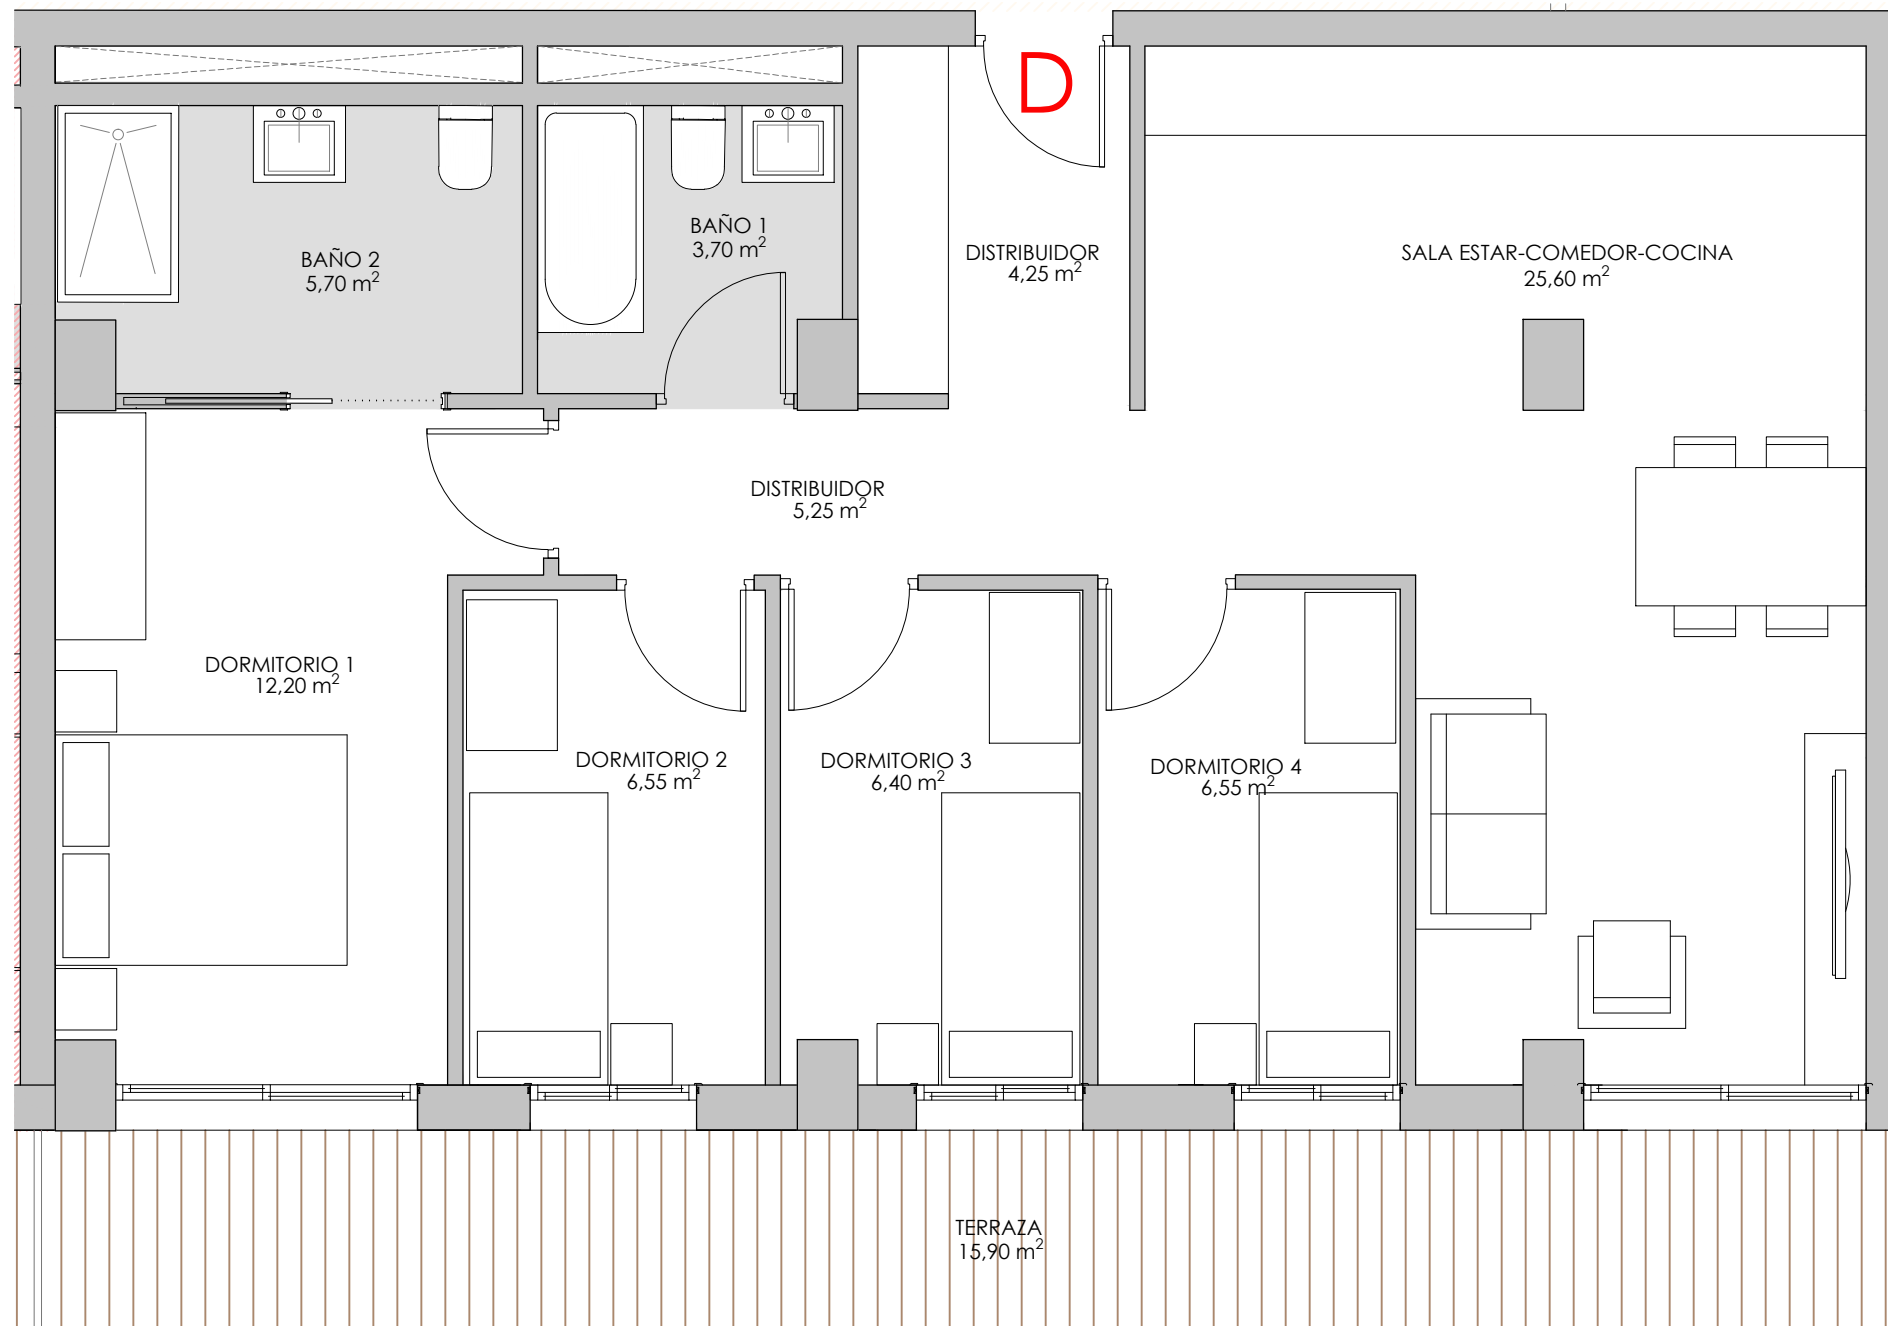 D
BAÑO 1
3,70 m²
BAÑO 2
5,70 m²
DISTRIBUIDOR
4,25 m²
SALA ESTAR-COMEDOR-COCINA
25,60 m²
DISTRIBUIDOR
5,25 m²
DORMITORIO 1
12,20 m²
DORMITORIO 2
6,55 m²
DORMITORIO 3
6,40 m²
DORMITORIO 4
6,55 m²
TERRAZA
15,90 m²